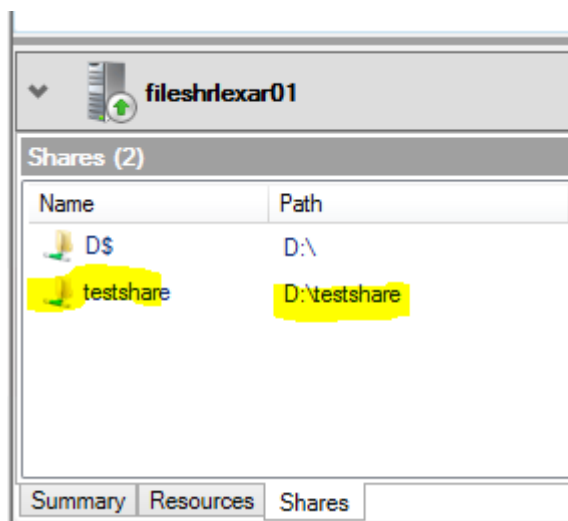 fileshrlexar01
Shares (2)
Name Path
D$ D:\
testshare D:\testshare
Summary Resources Shares